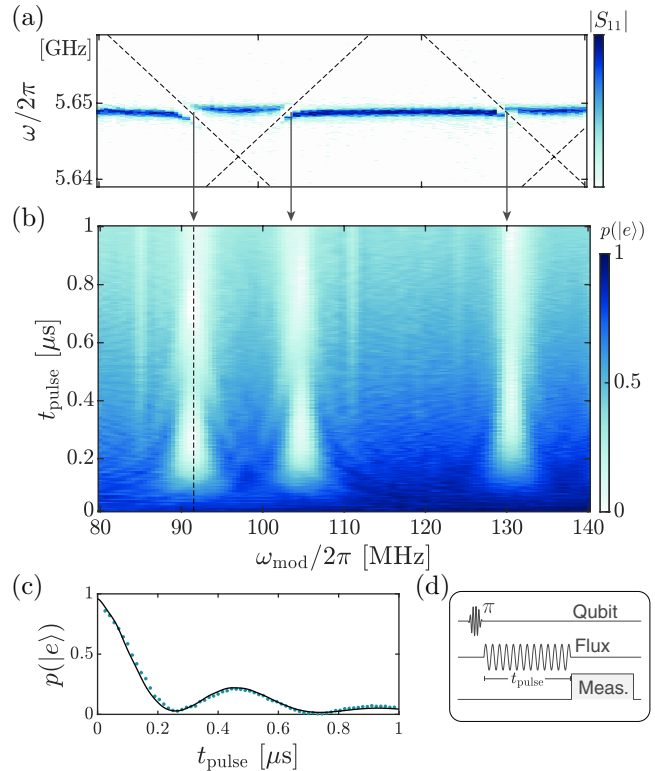 (a)
[GHz]
|S₁₁|
ω/2π
5.65
5.64
(b)
p(|e⟩)
1
0.8
0.6
0.4
0.2
0
t_pulse [μs]
1
0.5
0
80 90 100 110 120 130 140
ω_mod/2π [MHz]
(c)
1
0.5
0
p(|e⟩)
0 0.2 0.4 0.6 0.8 1
t_pulse [μs]
(d)
π
Qubit
Flux
t_pulse
Meas.